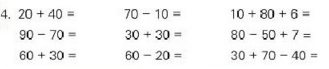 4. 20 + 40 = 70 − 10 = 10 + 80 + 6 =
90 − 70 = 30 + 30 = 80 − 50 + 7 =
60 + 30 = 60 − 20 = 30 + 70 − 40 =